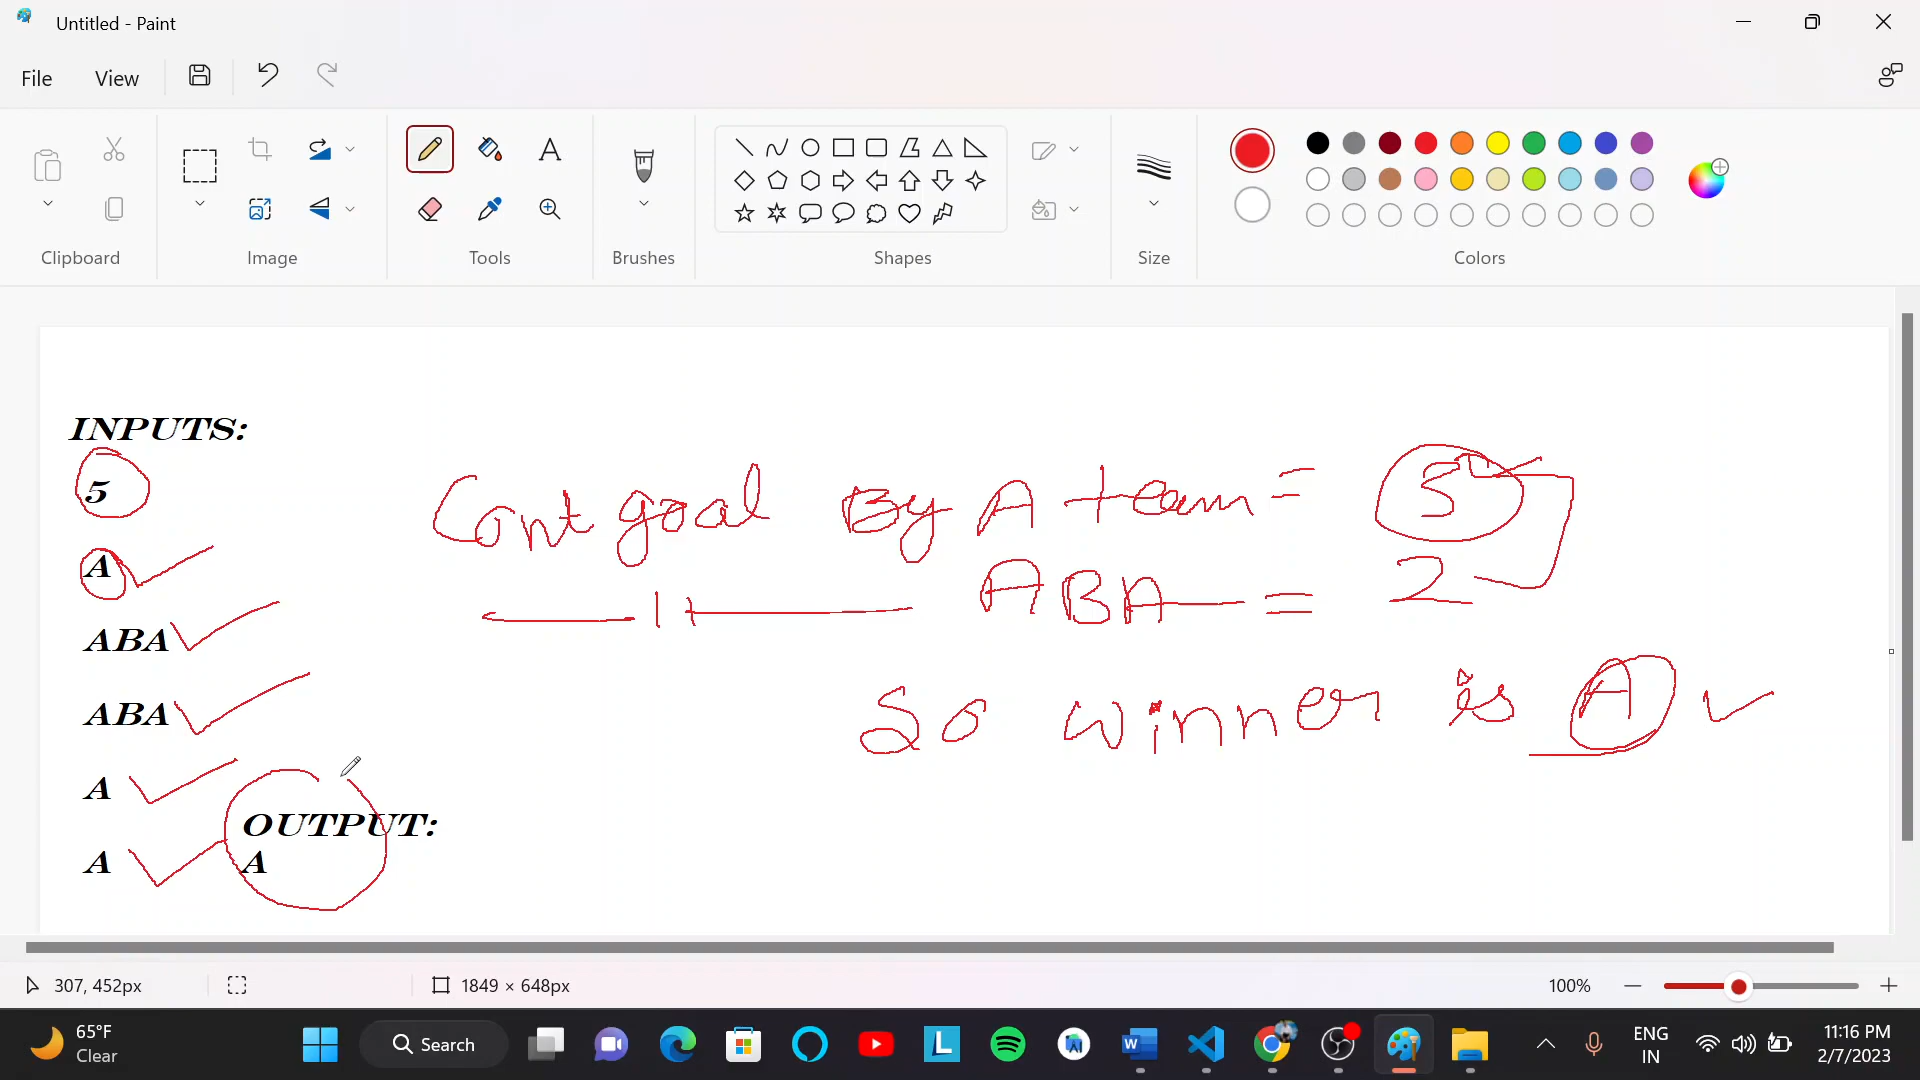 Untitled - Paint
File View
Clipboard
Image
Tools
Brushes
Shapes
Size
Colors
INPUTS:
5
A
ABA
ABA
A
A
OUTPUT:
A
Cont goal By A team = 5
ABA = 2
So winner is A
307, 452px
1849 × 648px
100%
65°F
Clear
Search
ENG
IN
11:16 PM
2/7/2023